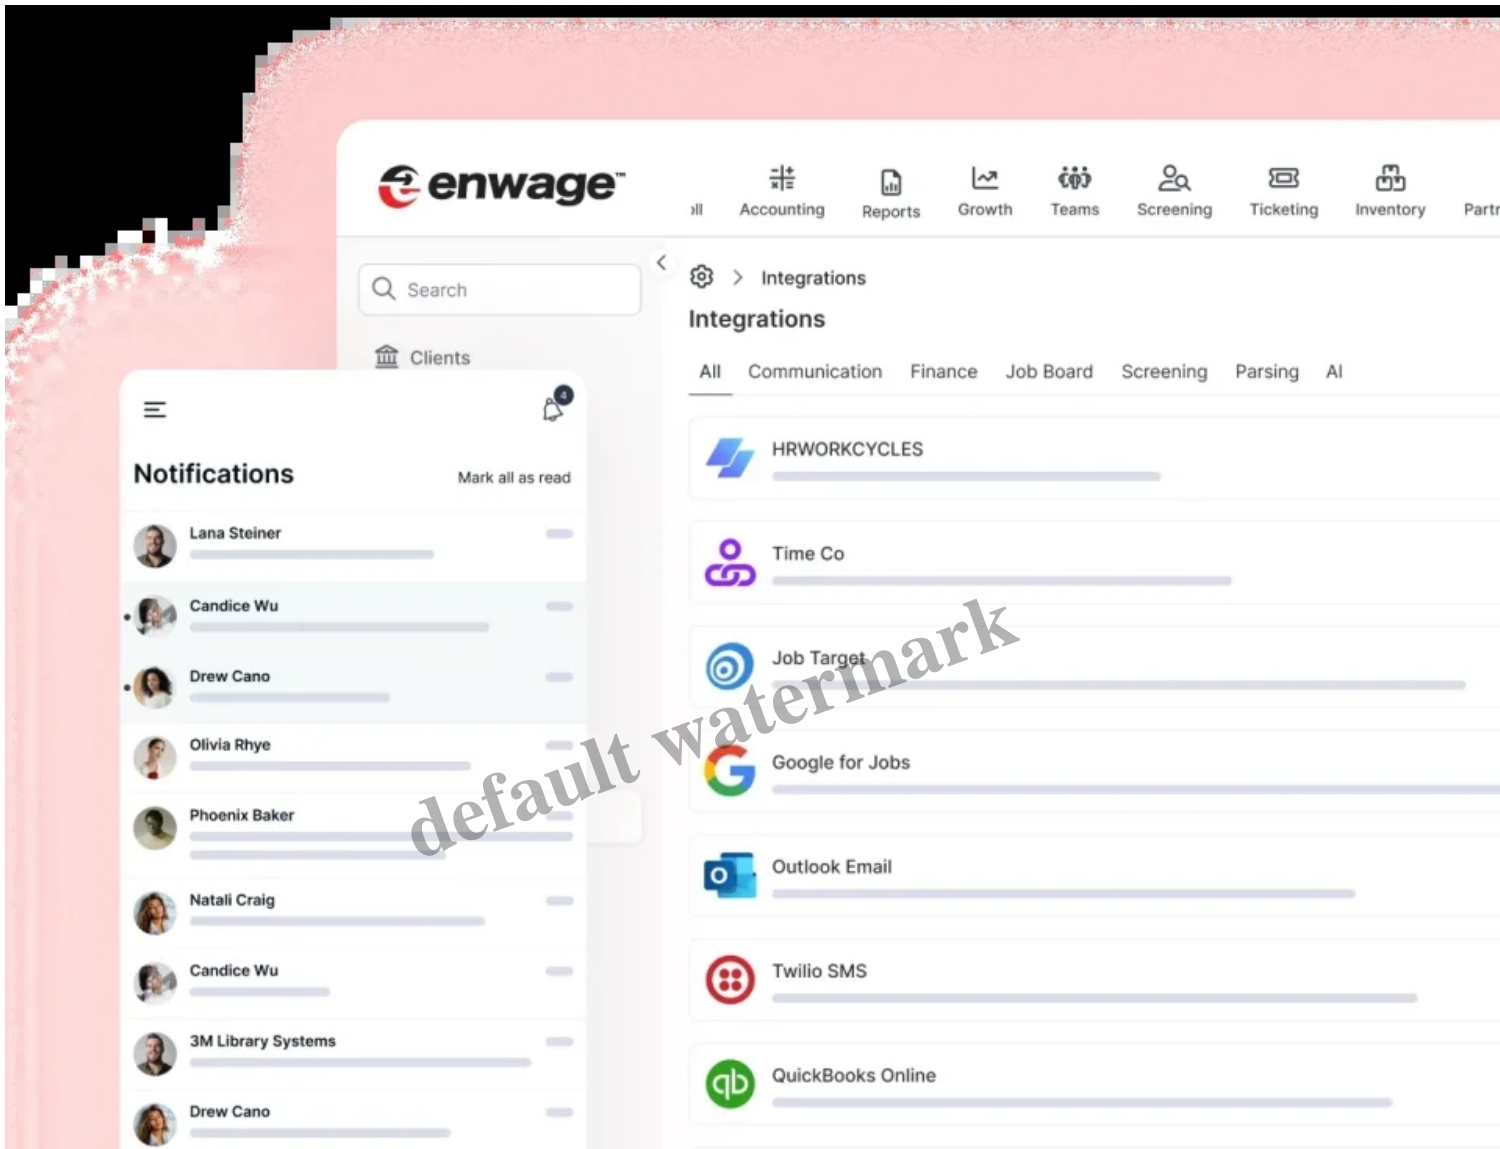 enwage™
Accounting
Reports
Growth
Teams
Screening
Ticketing
Inventory
Search
Clients
Integrations
Integrations
All Communication Finance Job Board Screening Parsing AI
HRWORKCYCLES
Time Co
Job Target
Google for Jobs
Outlook Email
Twilio SMS
QuickBooks Online
4
Notifications
Mark all as read
Lana Steiner
Candice Wu
Drew Cano
Olivia Rhye
Phoenix Baker
Natali Craig
Candice Wu
3M Library Systems
Drew Cano
default watermark